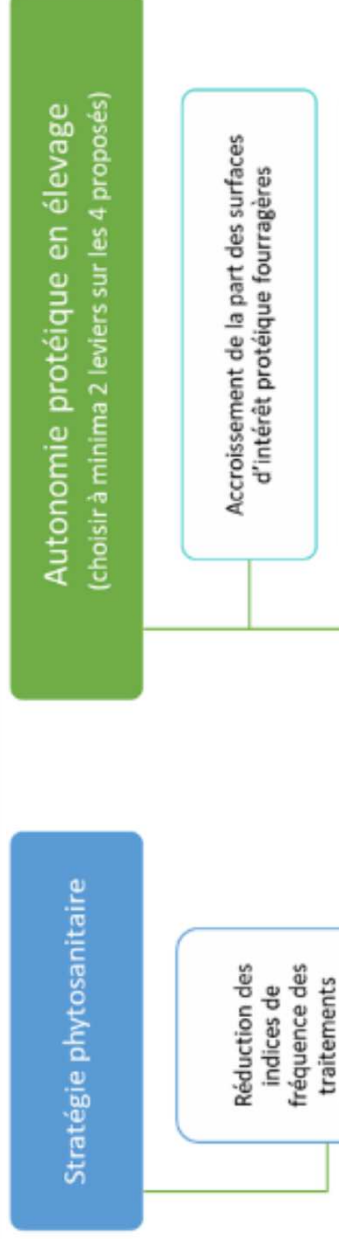 Stratégie phytosanitaire
Réduction des
indices de
fréquence des
traitements
Autonomie protéique en élevage
(choisir à minima 2 leviers sur les 4 proposés)
Accroissement de la part des surfaces
d'intérêt protéique fourragères